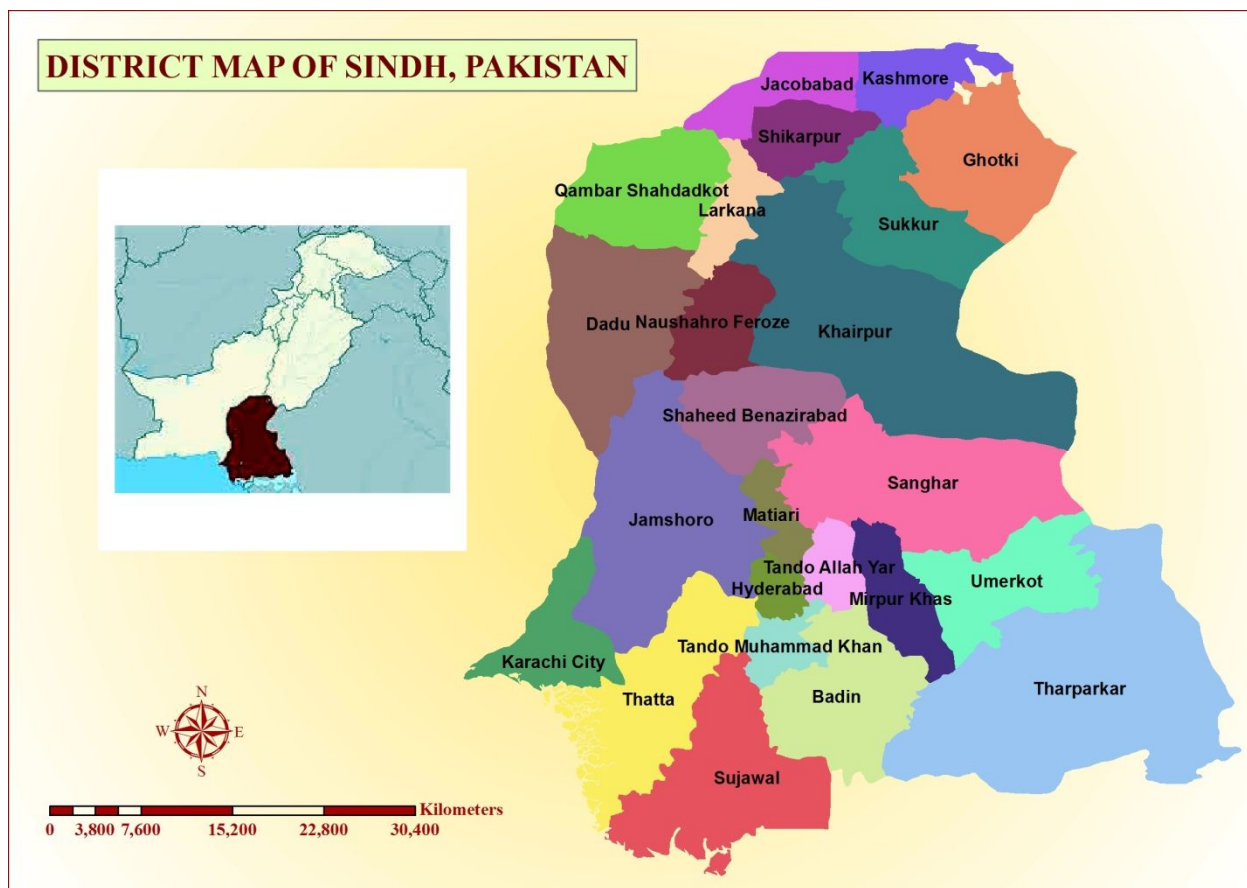 DISTRICT MAP OF SINDH, PAKISTAN
Jacobabad
Kashmore
Shikarpur
Ghotki
Qambar Shahdadkot
Larkana
Sukkur
Dadu
Naushahro Feroze
Khairpur
Shaheed Benazirabad
Sanghar
Jamshoro
Matiari
Tando Allah Yar
Umerkot
Hyderabad
Mirpur Khas
Tando Muhammad Khan
Karachi City
Thatta
Badin
Tharparkar
Sujawal
N
W E
S
Kilometers
0 3,800 7,600 15,200 22,800 30,400